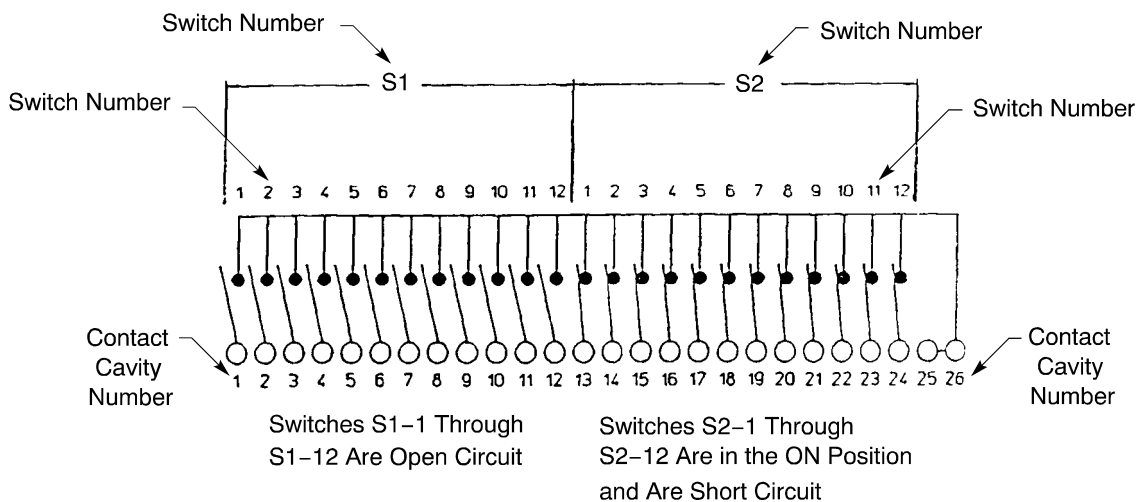 Switch Number
Switch Number
S1
S2
Switch Number
Switch Number
1 2 3 4 5 6 7 8 9 10 11 12 1 2 3 4 5 6 7 8 9 10 11 12
Contact
Cavity
Number
Contact
Cavity
Number
1 2 3 4 5 6 7 8 9 10 11 12 13 14 15 16 17 18 19 20 21 22 23 24 25 26
Switches S1–1 Through
S1–12 Are Open Circuit
Switches S2–1 Through
S2–12 Are in the ON Position
and Are Short Circuit